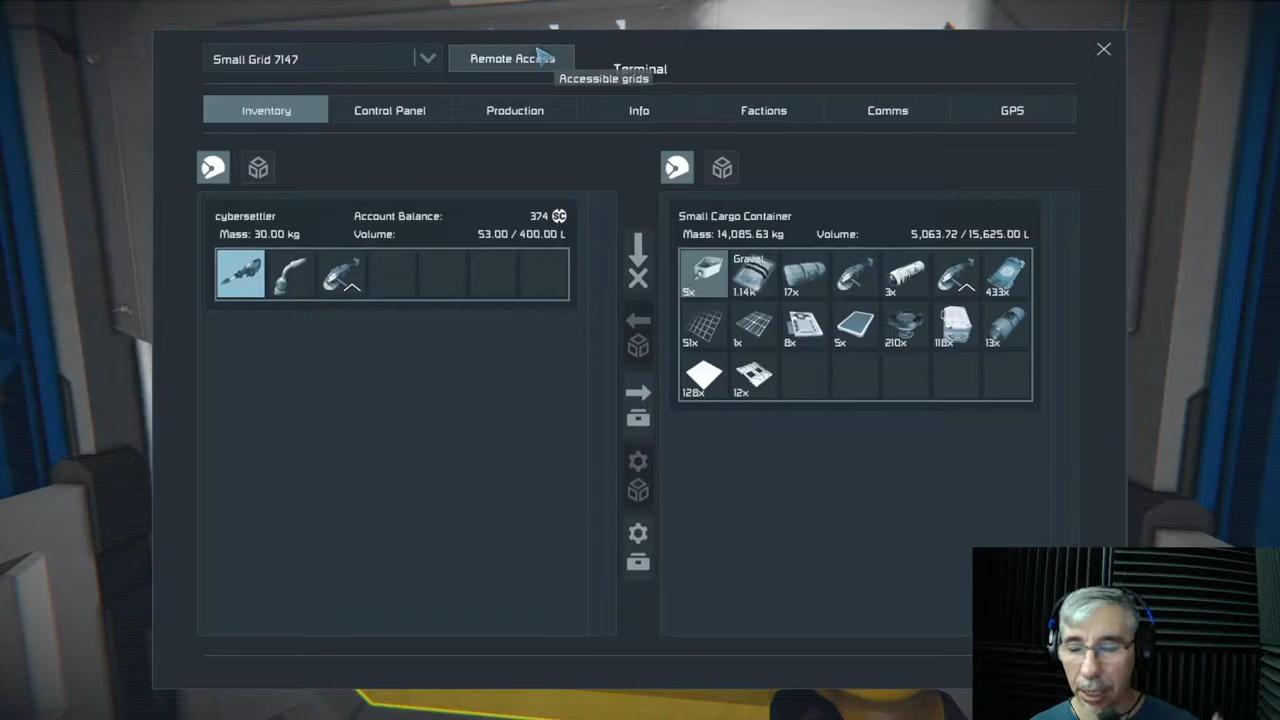 Small Grid 7147
Remote Access
Terminal
Accessible grids
Inventory
Control Panel
Production
Info
Factions
Comms
GPS
cybersettler
Account Balance:
374
SC
Mass: 30.00 kg
Volume:
53.00 / 400.00 L
Small Cargo Container
Mass: 14,085.63 kg
Volume:
5,063.72 / 15,625.00 L
Gravel
5x
1.14k
17x
3x
433x
51x
1x
8x
5x
210x
118x
13x
128x
12x